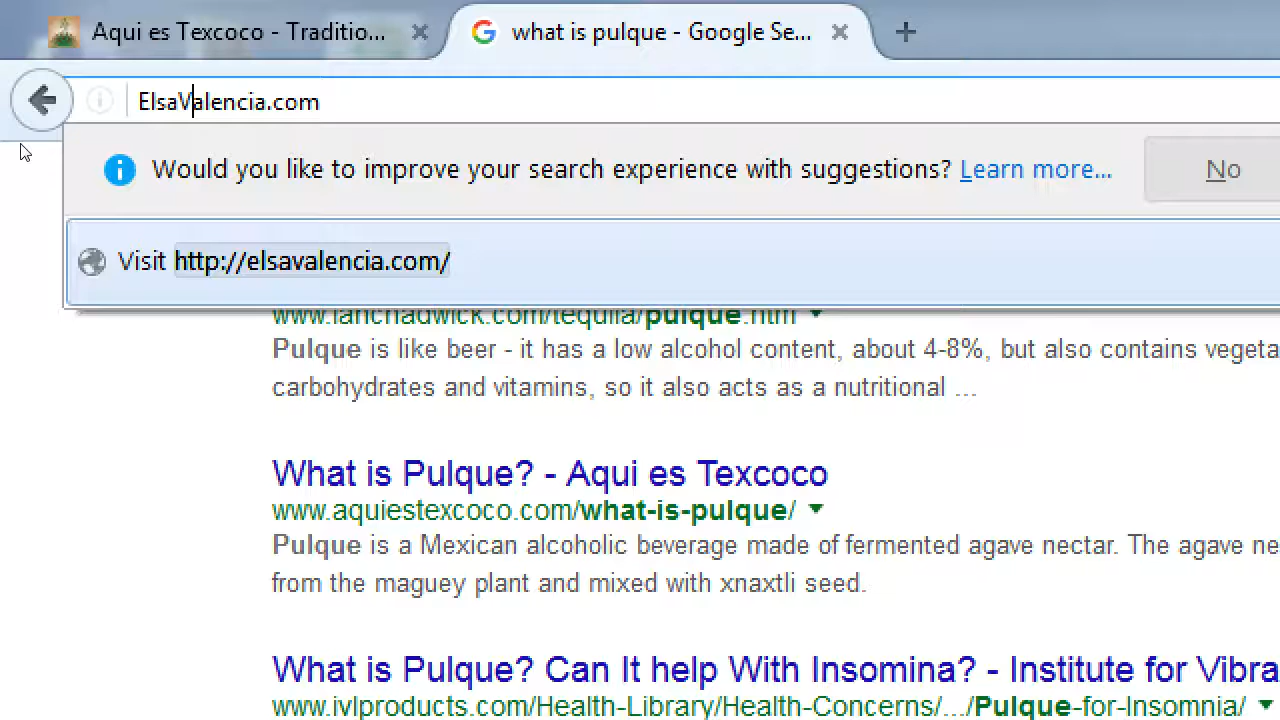 Aqui es Texcoco - Traditio...
what is pulque - Google Se...
ElsaValencia.com
Would you like to improve your search experience with suggestions? Learn more... No
Visit http://elsavalencia.com/
www.ianchadwick.com/tequila/pulque.htm
Pulque is like beer - it has a low alcohol content, about 4-8%, but also contains vegeta
carbohydrates and vitamins, so it also acts as a nutritional ...
What is Pulque? - Aqui es Texcoco
www.aquiestexcoco.com/what-is-pulque/
Pulque is a Mexican alcoholic beverage made of fermented agave nectar. The agave ne
from the maguey plant and mixed with xnaxtli seed.
What is Pulque? Can It help With Insomina? - Institute for Vibra
www.ivlproducts.com/Health-Library/Health-Concerns/.../Pulque-for-Insomnia/